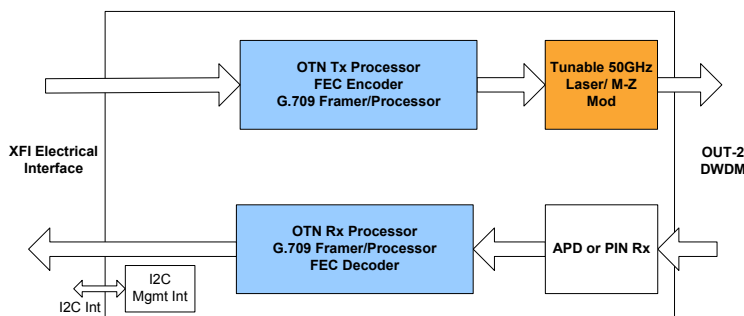 OTN Tx Processor
FEC Encoder
G.709 Framer/Processor
Tunable 50GHz
Laser/ M-Z
Mod
XFI Electrical
Interface
OUT-2
DWDM
OTN Rx Processor
G.709 Framer/Processor
FEC Decoder
APD or PIN Rx
I2C
Mgmt Int
I2C Int